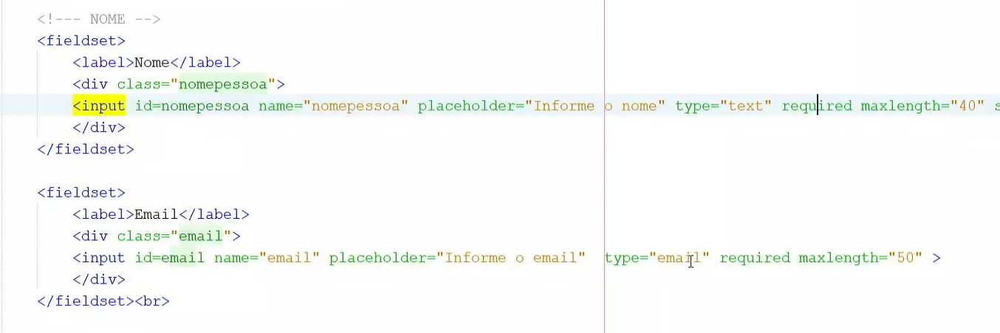 <!--- NOME -->
<fieldset>
<label>Nome</label>
<div class="nomepessoa">
<input id=nomepessoa name="nomepessoa" placeholder="Informe o nome" type="text" required maxlength="40" s
</div>
</fieldset>
<fieldset>
<label>Email</label>
<div class="email">
<input id=email name="email" placeholder="Informe o email" type="email" required maxlength="50" >
</div>
</fieldset><br>